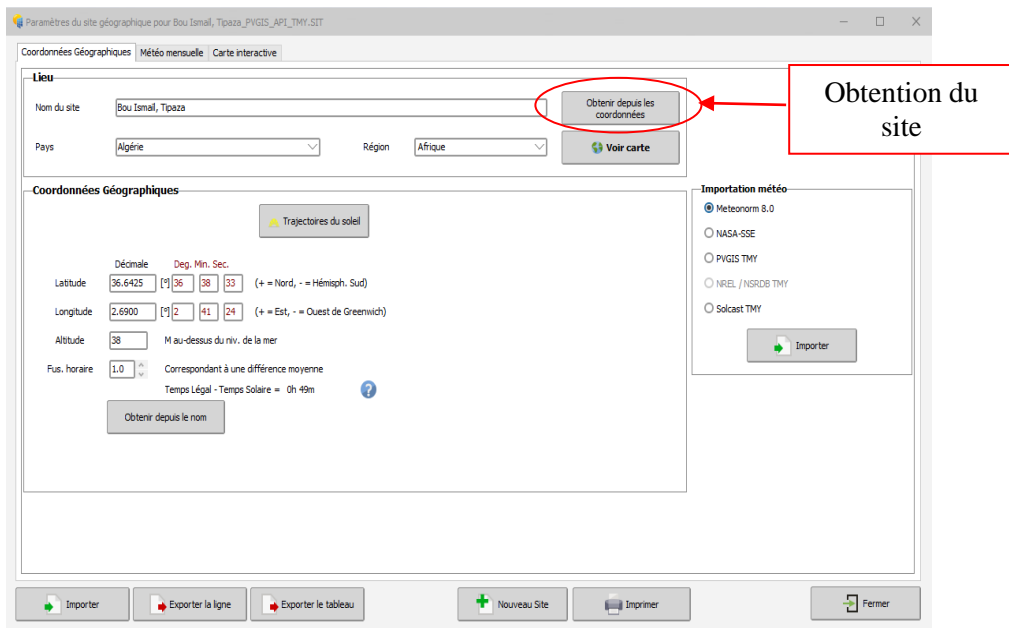 Paramètres du site géographique pour Bou Ismail, Tipaza_PVGIS_API_TMY.SIT
Coordonnées Géographiques Météo mensuelle Carte interactive
Lieu
Nom du site Bou Ismail, Tipaza
Obtenir depuis les
coordonnées
Pays Algérie Région Afrique Voir carte
Obtention du
site
Coordonnées Géographiques
Trajectoires du soleil
Décimale Deg. Min. Sec.
Latitude 36.6425 [°] 36 38 33 (+ = Nord, - = Hémisph. Sud)
Longitude 2.6900 [°] 2 41 24 (+ = Est, - = Ouest de Greenwich)
Altitude 38 M au-dessus du niv. de la mer
Fus. horaire 1.0 Correspondant à une différence moyenne
Temps Légal - Temps Solaire = 0h 49m ?
Obtenir depuis le nom
Importation météo
Meteonorm 8.0
NASA-SSE
PVGIS TMY
NREL / NSRDB TMY
Solcast TMY
Importer
Importer Exporter la ligne Exporter le tableau Nouveau Site Imprimer Fermer